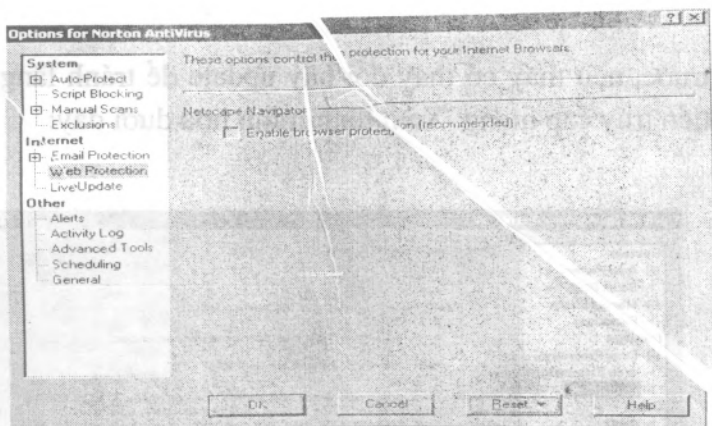 Options for Norton AntiVirus
System
Auto-Protect
Script Blocking
Manual Scans
Exclusions
Internet
Email Protection
Web Protection
LiveUpdate
Other
Alerts
Activity Log
Advanced Tools
Scheduling
General
These options control the protection for your Internet Browsers.
Netscape Navigator
Enable browser protection (recommended)
OK
Cancel
Reset
Help